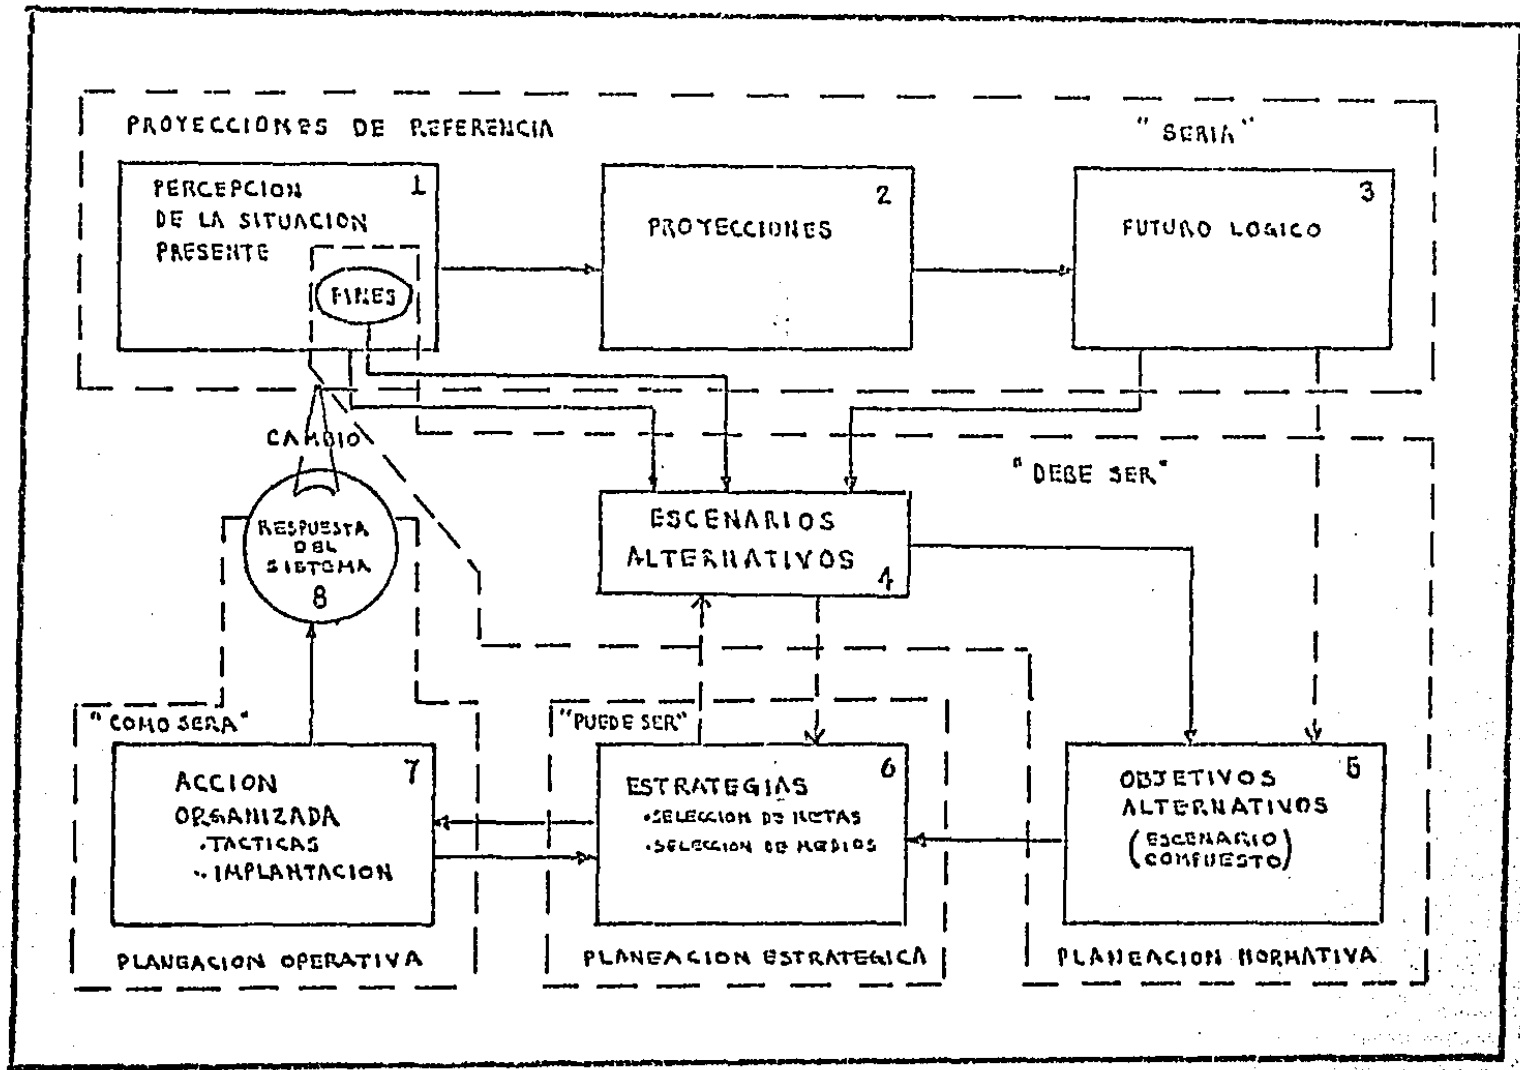 PROYECCIONES DE REFERENCIA
"SERIA"
PERCEPCION
DE LA SITUACION
PRESENTE
1
FINES
PROYECCIONES
2
FUTURO LOGICO
3
CAMBIO
"DEBE SER"
ESCENARIOS
ALTERNATIVOS
4
RESPUESTA
DEL
SISTEMA
8
"COMO SERA"
ACCION
ORGANIZADA
.TACTICAS
.IMPLANTACION
7
PLANEACION OPERATIVA
"PUEDE SER"
ESTRATEGIAS
.SELECCION DE METAS
.SELECCION DE MEDIOS
6
PLANEACION ESTRATEGICA
OBJETIVOS
ALTERNATIVOS
(ESCENARIO
COMPUESTO)
5
PLANEACION NORMATIVA